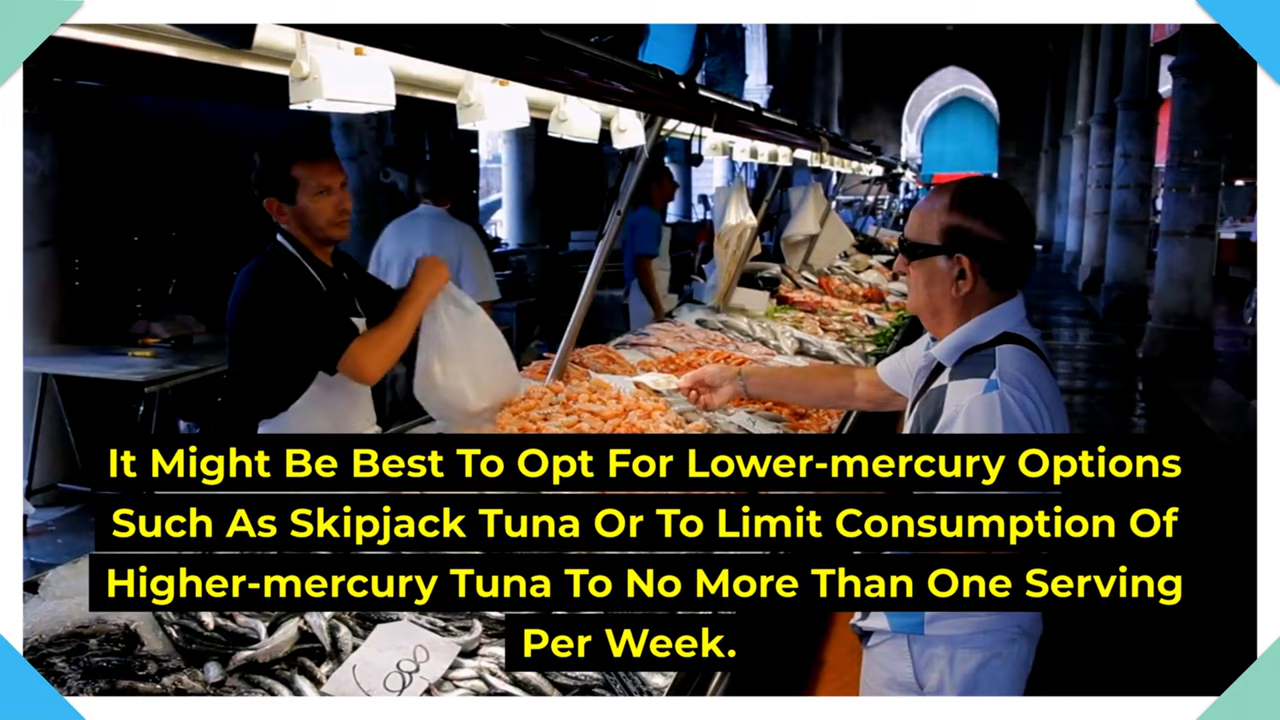 It Might Be Best To Opt For Lower-mercury Options
Such As Skipjack Tuna Or To Limit Consumption Of
Higher-mercury Tuna To No More Than One Serving
Per Week.